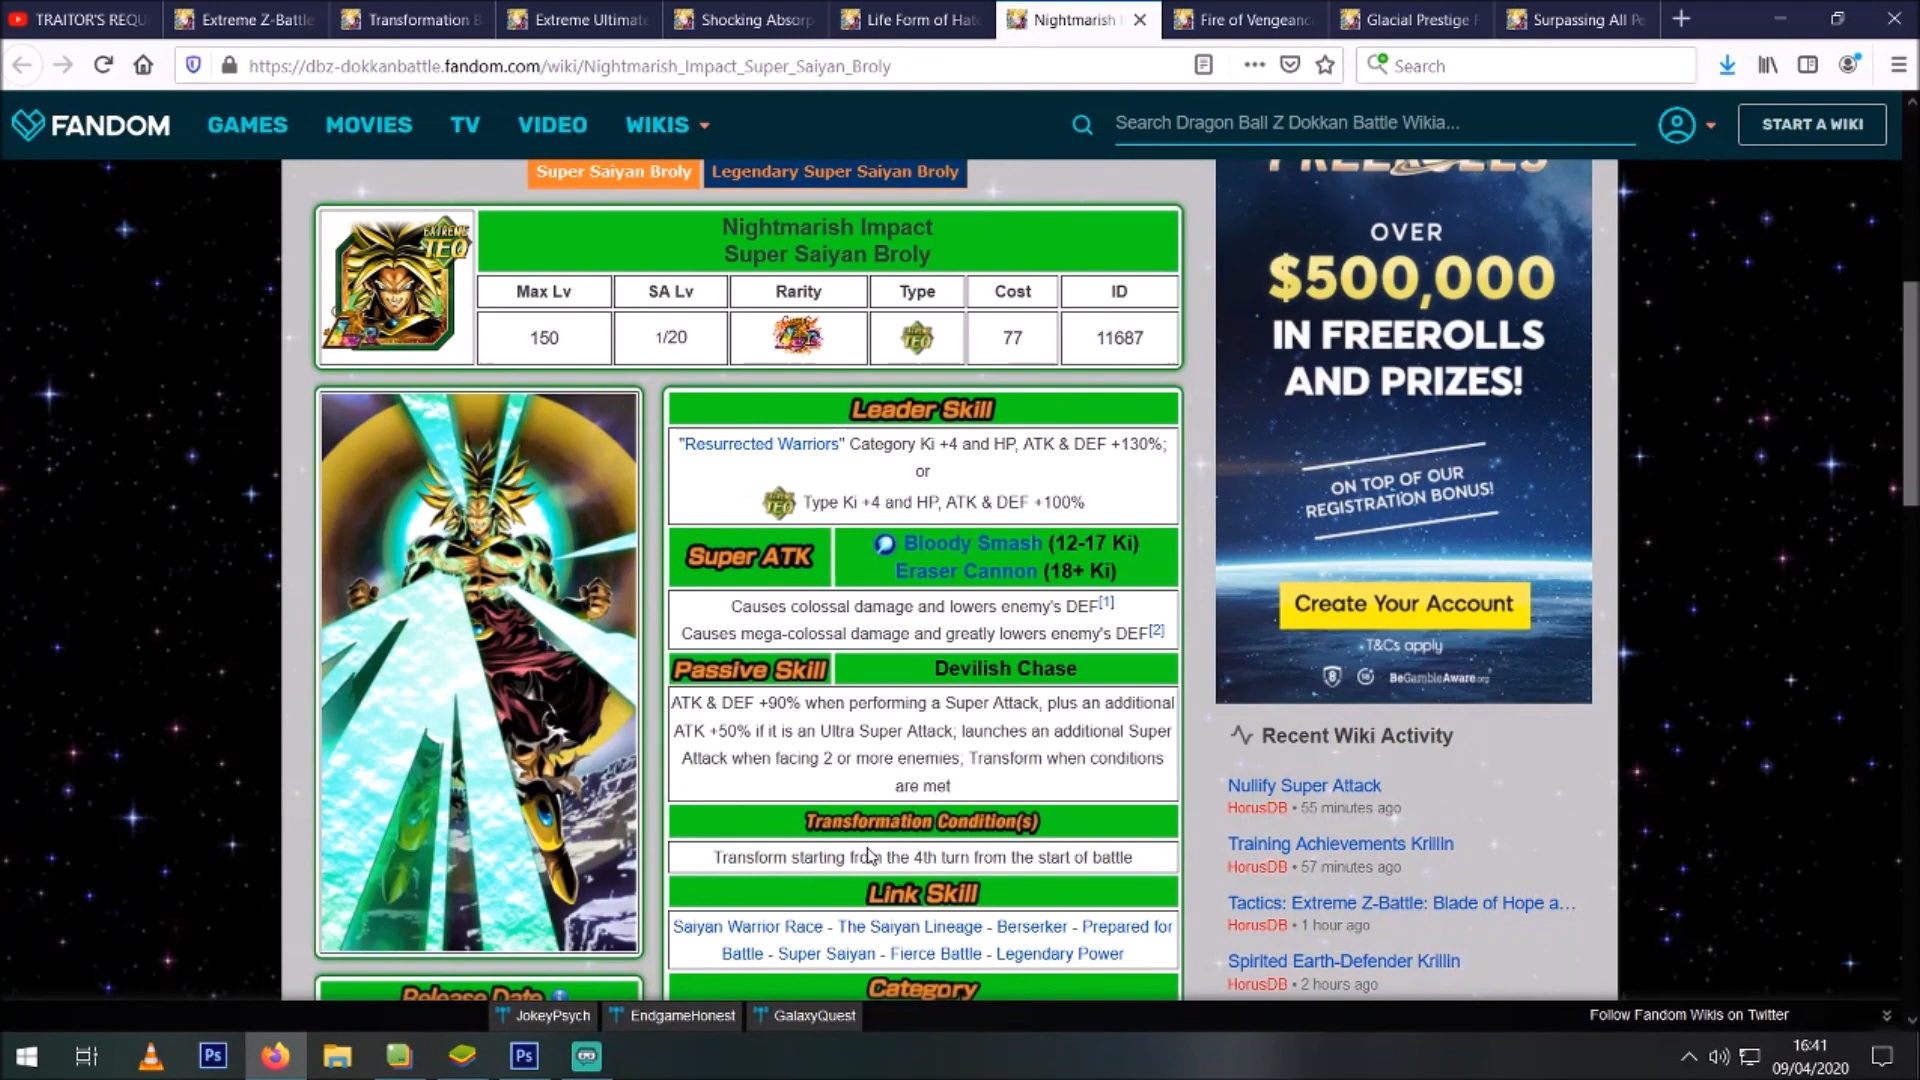 TRAITOR'S REQU
Extreme Z-Battle
Transformation B
Extreme Ultimate
Shocking Absorp
Life Form of Hate
Nightmarish I
Fire of Vengeanc
Glacial Prestige F
Surpassing All Pe
https://dbz-dokkanbattle.fandom.com/wiki/Nightmarish_Impact_Super_Saiyan_Broly
Search
FANDOM
GAMES
MOVIES
TV
VIDEO
WIKIS
Search Dragon Ball Z Dokkan Battle Wikia...
START A WIKI
Super Saiyan Broly
Legendary Super Saiyan Broly
EXTREME
TEQ
Nightmarish Impact
Super Saiyan Broly
Max Lv SA Lv Rarity Type Cost ID
150 1/20 TEQ 77 11687
Leader Skill
"Resurrected Warriors" Category Ki +4 and HP, ATK & DEF +130%;
or
TEQ Type Ki +4 and HP, ATK & DEF +100%
Super ATK
Bloody Smash (12-17 Ki)
Eraser Cannon (18+ Ki)
Causes colossal damage and lowers enemy's DEF[1]
Causes mega-colossal damage and greatly lowers enemy's DEF[2]
Passive Skill
Devilish Chase
ATK & DEF +90% when performing a Super Attack, plus an additional
ATK +50% if it is an Ultra Super Attack; launches an additional Super
Attack when facing 2 or more enemies; Transform when conditions
are met
Transformation Condition(s)
Transform starting from the 4th turn from the start of battle
Link Skill
Saiyan Warrior Race - The Saiyan Lineage - Berserker - Prepared for
Battle - Super Saiyan - Fierce Battle - Legendary Power
Category
Release Date
OVER
$500,000
IN FREEROLLS
AND PRIZES!
ON TOP OF OUR
REGISTRATION BONUS!
Create Your Account
T&Cs apply
BeGambleAware.org
Recent Wiki Activity
Nullify Super Attack
HorusDB • 55 minutes ago
Training Achievements Krillin
HorusDB • 57 minutes ago
Tactics: Extreme Z-Battle: Blade of Hope a...
HorusDB • 1 hour ago
Spirited Earth-Defender Krillin
HorusDB • 2 hours ago
JokeyPsych
EndgameHonest
GalaxyQuest
Follow Fandom Wikis on Twitter
Ps
Ps
16:41
09/04/2020